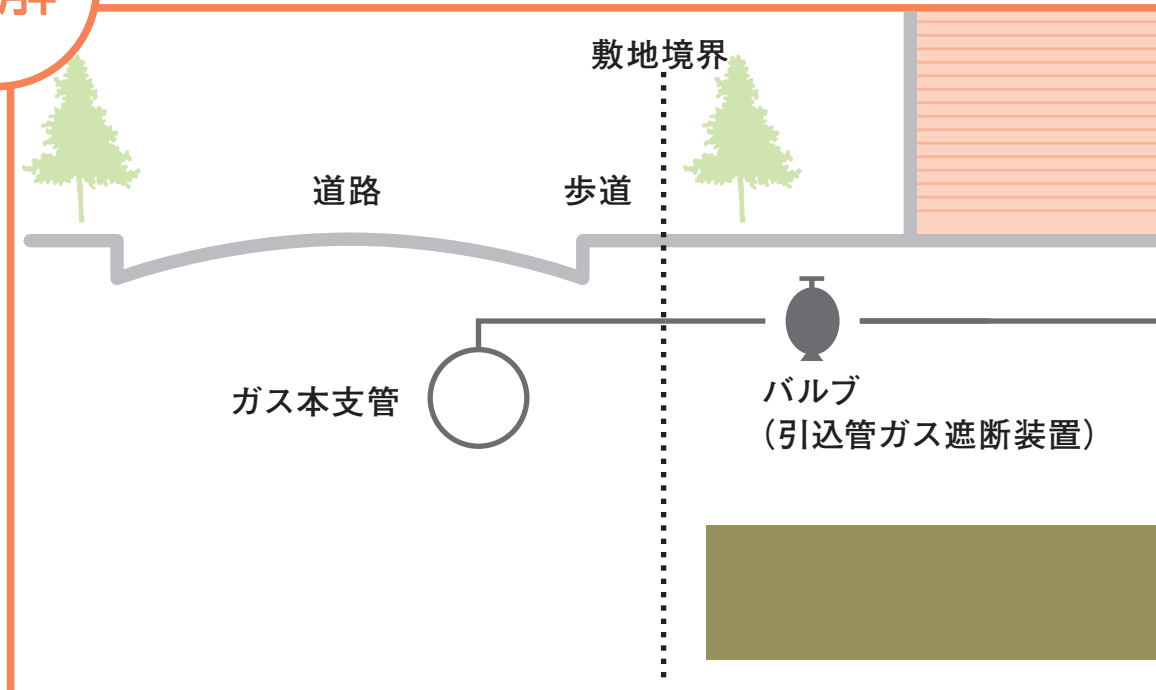 敷地境界
道路
歩道
ガス本支管
バルブ
（引込管ガス遮断装置）